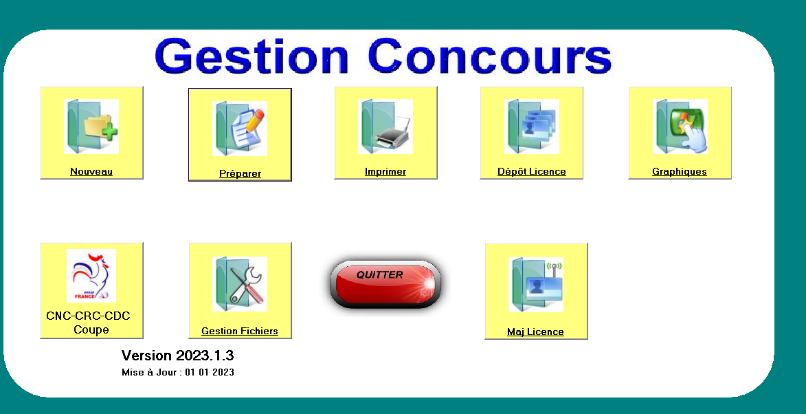 Gestion Concours
Nouveau
Préparer
Imprimer
Dépôt Licence
Graphiques
FRANCE
CNC-CRC-CDC
Coupe
Gestion Fichiers
QUITTER
Maj Licence
Version 2023.1.3
Mise à Jour : 01 01 2023